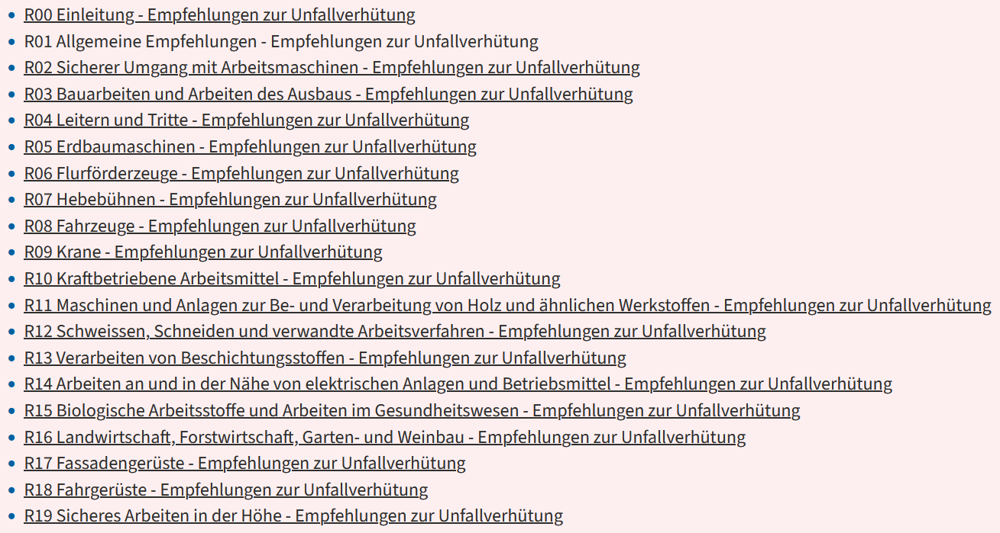 R00 Einleitung - Empfehlungen zur Unfallverhütung
R01 Allgemeine Empfehlungen - Empfehlungen zur Unfallverhütung
R02 Sicherer Umgang mit Arbeitsmaschinen - Empfehlungen zur Unfallverhütung
R03 Bauarbeiten und Arbeiten des Ausbaus - Empfehlungen zur Unfallverhütung
R04 Leitern und Tritte - Empfehlungen zur Unfallverhütung
R05 Erdbaumaschinen - Empfehlungen zur Unfallverhütung
R06 Flurförderzeuge - Empfehlungen zur Unfallverhütung
R07 Hebebühnen - Empfehlungen zur Unfallverhütung
R08 Fahrzeuge - Empfehlungen zur Unfallverhütung
R09 Krane - Empfehlungen zur Unfallverhütung
R10 Kraftbetriebene Arbeitsmittel - Empfehlungen zur Unfallverhütung
R11 Maschinen und Anlagen zur Be- und Verarbeitung von Holz und ähnlichen Werkstoffen - Empfehlungen zur Unfallverhütung
R12 Schweissen, Schneiden und verwandte Arbeitsverfahren - Empfehlungen zur Unfallverhütung
R13 Verarbeiten von Beschichtungsstoffen - Empfehlungen zur Unfallverhütung
R14 Arbeiten an und in der Nähe von elektrischen Anlagen und Betriebsmittel - Empfehlungen zur Unfallverhütung
R15 Biologische Arbeitsstoffe und Arbeiten im Gesundheitswesen - Empfehlungen zur Unfallverhütung
R16 Landwirtschaft, Forstwirtschaft, Garten- und Weinbau - Empfehlungen zur Unfallverhütung
R17 Fassadengerüste - Empfehlungen zur Unfallverhütung
R18 Fahrgerüste - Empfehlungen zur Unfallverhütung
R19 Sicheres Arbeiten in der Höhe - Empfehlungen zur Unfallverhütung